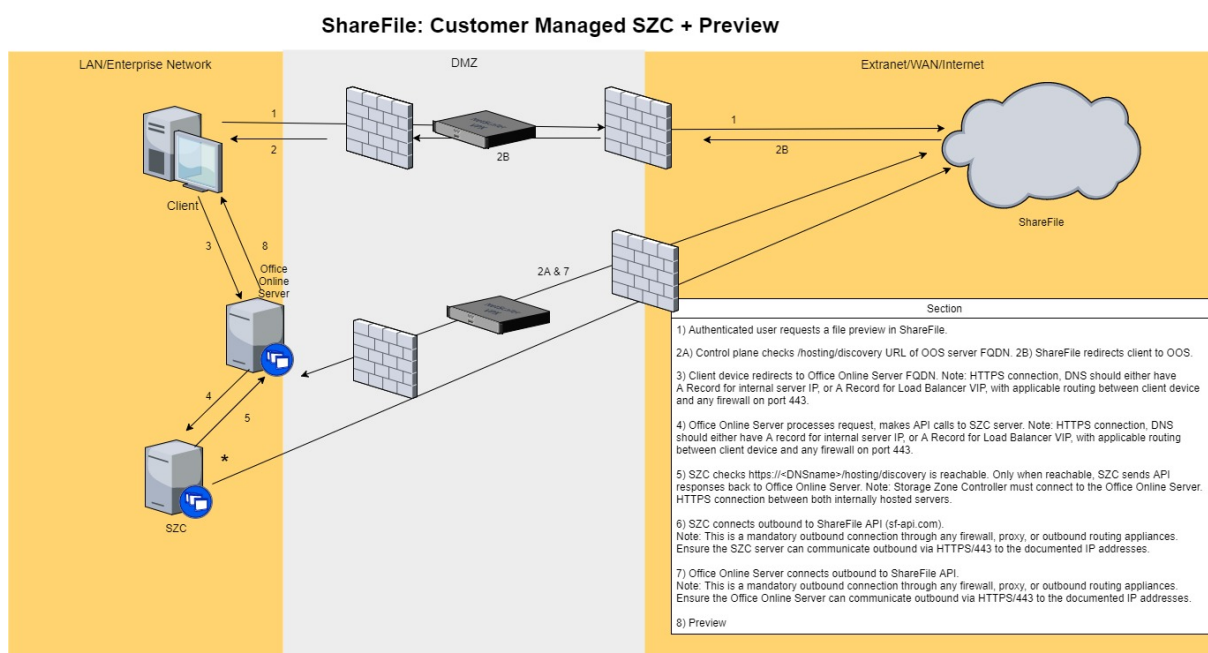 ShareFile: Customer Managed SZC + Preview
LAN/Enterprise Network
DMZ
Extranet/WAN/Internet
1
1
2
2B
2B
Client
ShareFile
3
8
Office
Online
Server
2A & 7
4
5
*
SZC
Section
1) Authenticated user requests a file preview in ShareFile.
2A) Control plane checks /hosting/discovery URL of OOS server FQDN. 2B) ShareFile redirects client to OOS.
3) Client device redirects to Office Online Server FQDN. Note: HTTPS connection, DNS should either have
A Record for internal server IP, or A Record for Load Balancer VIP, with applicable routing between client device
and any firewall on port 443.
4) Office Online Server processes request, makes API calls to SZC server. Note: HTTPS connection, DNS
should either have A record for internal server IP, or A Record for Load Balancer VIP, with applicable routing
between client device and any firewall on port 443.
5) SZC checks https://<DNSname>/hosting/discovery is reachable. Only when reachable, SZC sends API
responses back to Office Online Server. Note: Storage Zone Controller must connect to the Office Online Server.
HTTPS connection between both internally hosted servers.
6) SZC connects outbound to ShareFile API (sf-api.com).
Note: This is a mandatory outbound connection through any firewall, proxy, or outbound routing appliances.
Ensure the SZC server can communicate outbound via HTTPS/443 to the documented IP addresses.
7) Office Online Server connects outbound to ShareFile API.
Note: This is a mandatory outbound connection through any firewall, proxy, or outbound routing appliances.
Ensure the Office Online Server can communicate outbound via HTTPS/443 to the documented IP addresses.
8) Preview